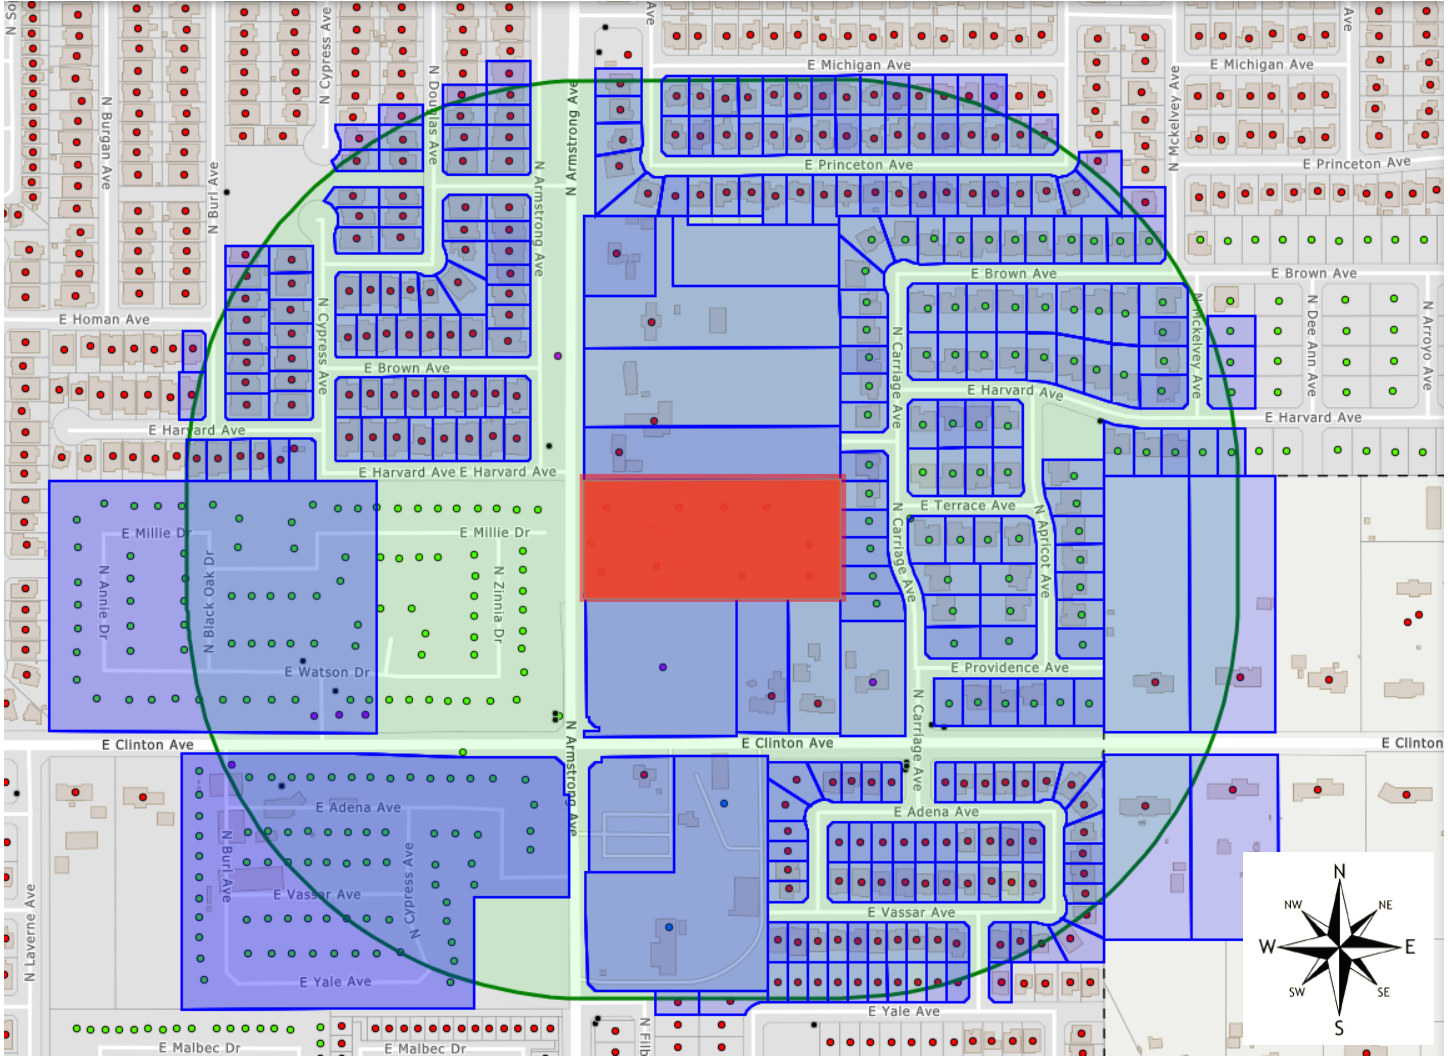 N So
N Cypress Ave
Ave
Ave
E Michigan Ave
E Michigan Ave
N Burgan Ave
N Douglas Ave
N Armstrong Ave
N Armstrong Ave
N Mckelvey Ave
E Princeton Ave
E Princeton Ave
N Burl Ave
N Armstrong Ave
E Brown Ave
E Brown Ave
E Homan Ave
N Cypress Ave
N Carriage Ave
N Mckelvey Ave
N Dee Ann Ave
N Arroyo Ave
E Brown Ave
E Harvard Ave
E Harvard Ave
E Harvard Ave
E Harvard Ave E Harvard Ave
E Terrace Ave
E Millie Dr
E Millie Dr
N Annie Dr
N Black Oak Dr
N Zinnia Dr
N Carriage Ave
N Apricot Ave
E Watson Dr
E Providence Ave
N Carriage Ave
N Armstrong Ave
E Clinton Ave
E Clinton Ave
E Clinton
E Adena Ave
E Adena Ave
N Burl Ave
N Cypress Ave
E Vassar Ave
E Vassar Ave
N Laverne Ave
E Yale Ave
E Yale Ave
N Filb
E Malbec Dr
E Malbec Dr
N
NW
NE
W
E
SW
SE
S